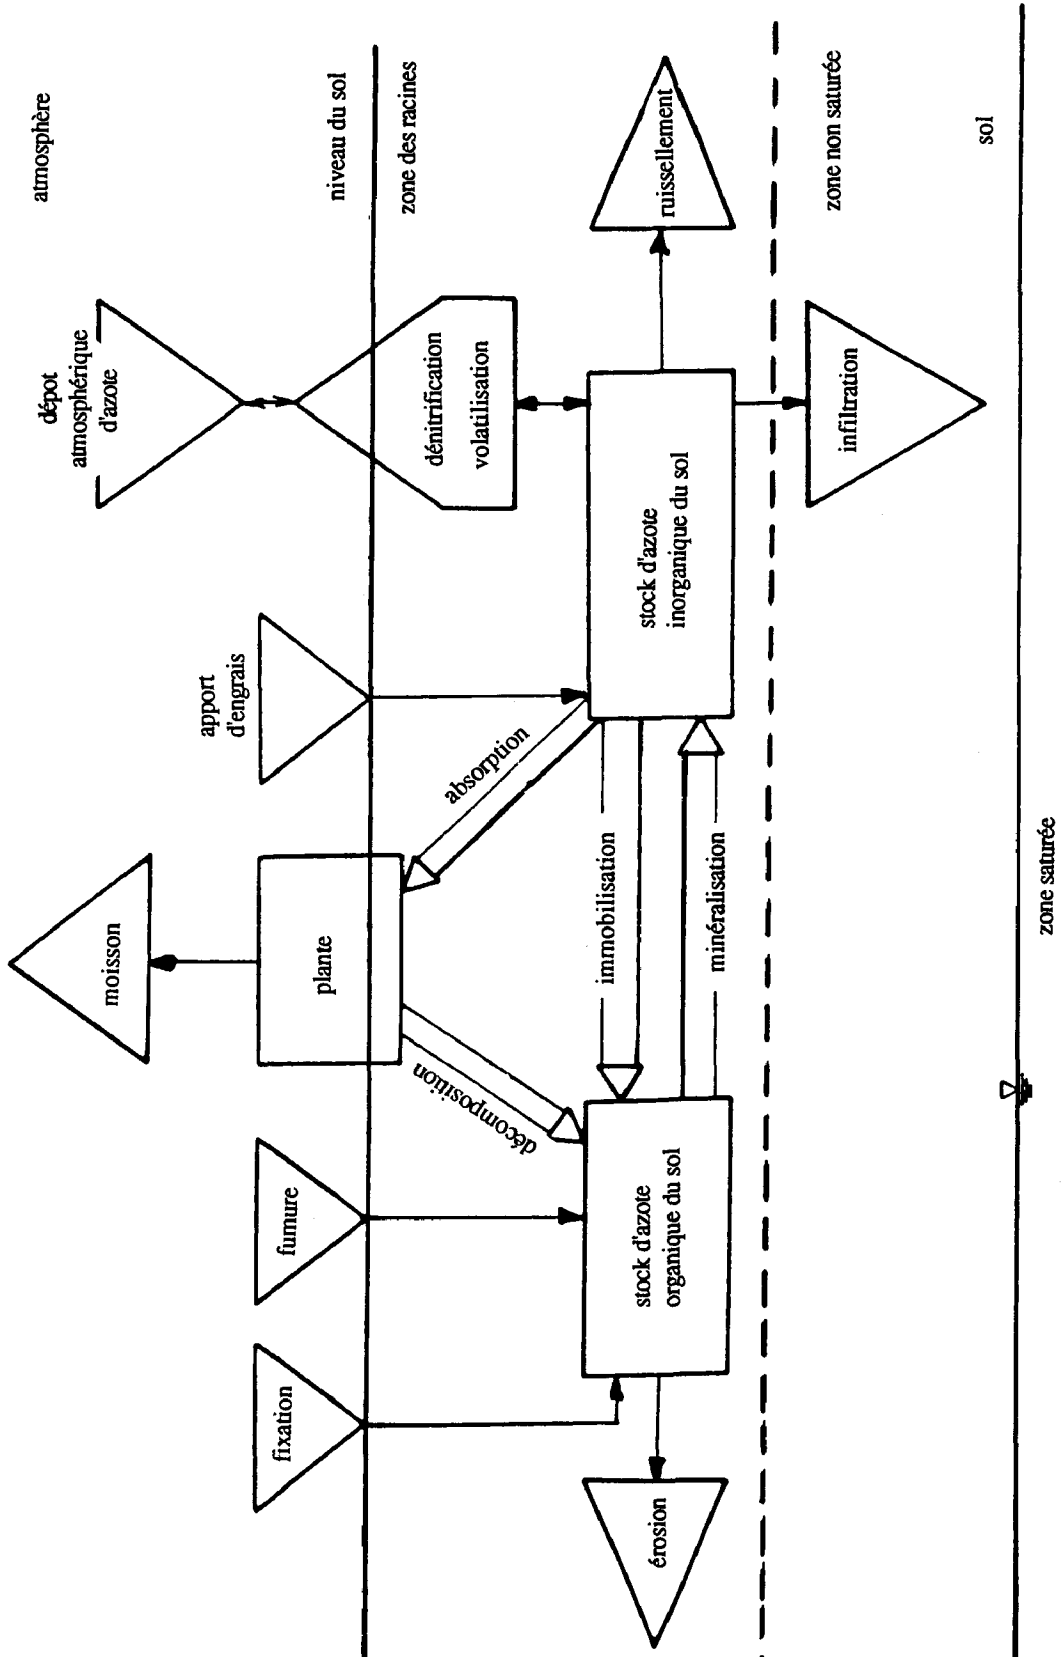 atmosphère
dépot
atmosphérique
d'azote
moisson
apport
d'engrais
niveau du sol
zone des racines
fixation
fumure
plante
dénitrification
volatilisation
décomposition
absorption
érosion
stock d'azote
organique du sol
immobilisation
minéralisation
stock d'azote
inorganique du sol
ruissellement
zone non saturée
infiltration
sol
zone saturée